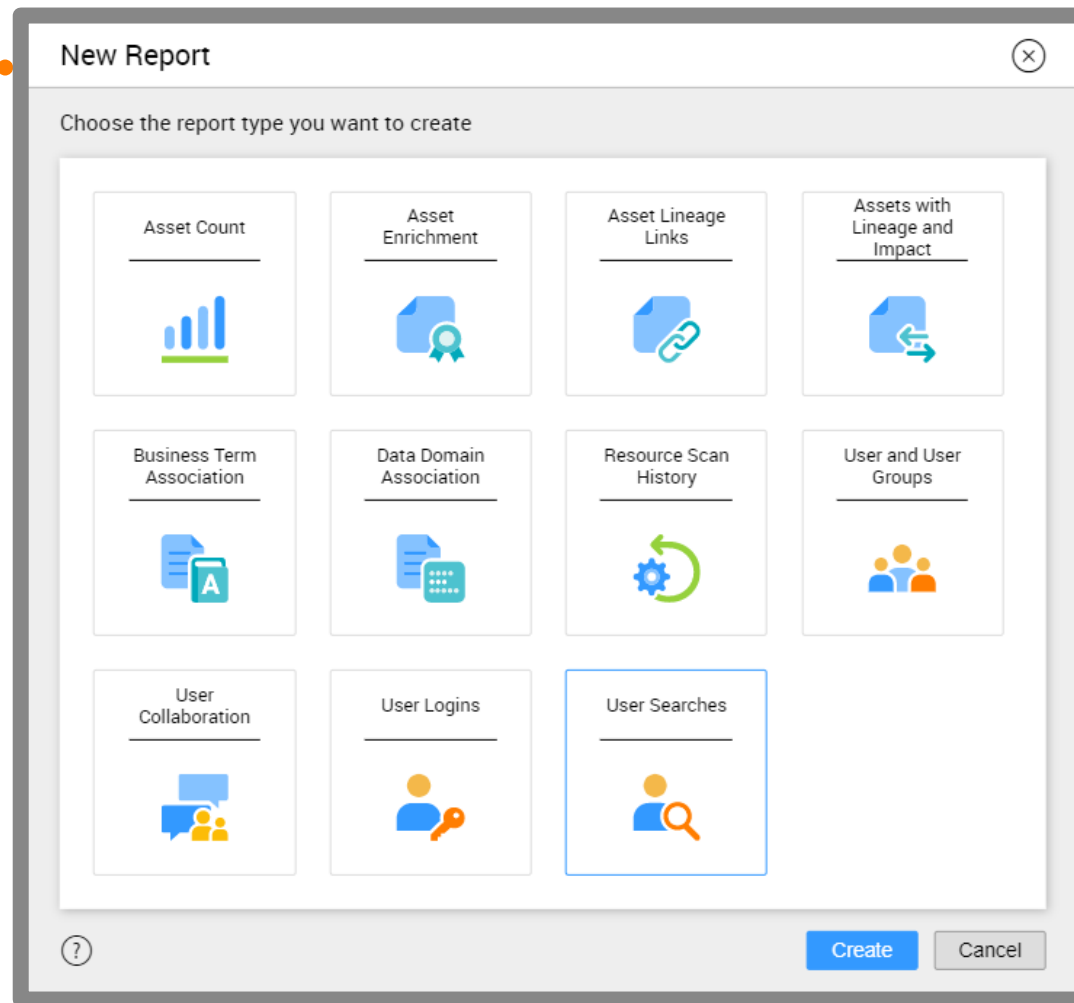 New Report
Choose the report type you want to create
Asset Count
Asset
Enrichment
Asset Lineage
Links
Assets with
Lineage and
Impact
Business Term
Association
A
Data Domain
Association
Resource Scan
History
User and User
Groups
User
Collaboration
User Logins
User Searches
?
Create
Cancel